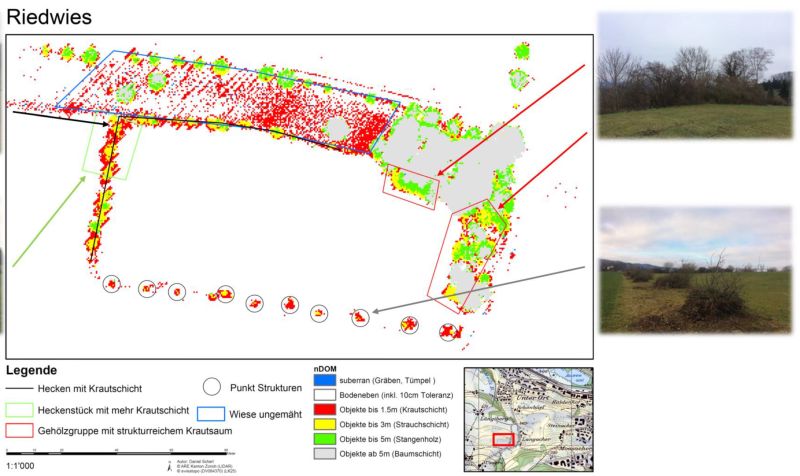 Riedwies
Legende
Hecken mit Krautschicht
Heckenstück mit mehr Krautschicht
Gehölzgruppe mit strukturreichem Krautsaum
Punkt Strukturen
Wiese ungemäht
nDOM
suberran (Gräben, Tümpel)
Bodeneben (inkl. 10cm Toleranz)
Objekte bis 1.5m (Krautschicht)
Objekte bis 3m (Strauchschicht)
Objekte bis 5m (Stangenholz)
Objekte ab 5m (Baumschicht)
1:1'000
Autor: Daniel Scherl
© ARE Kanton Zürich (LIDAR)